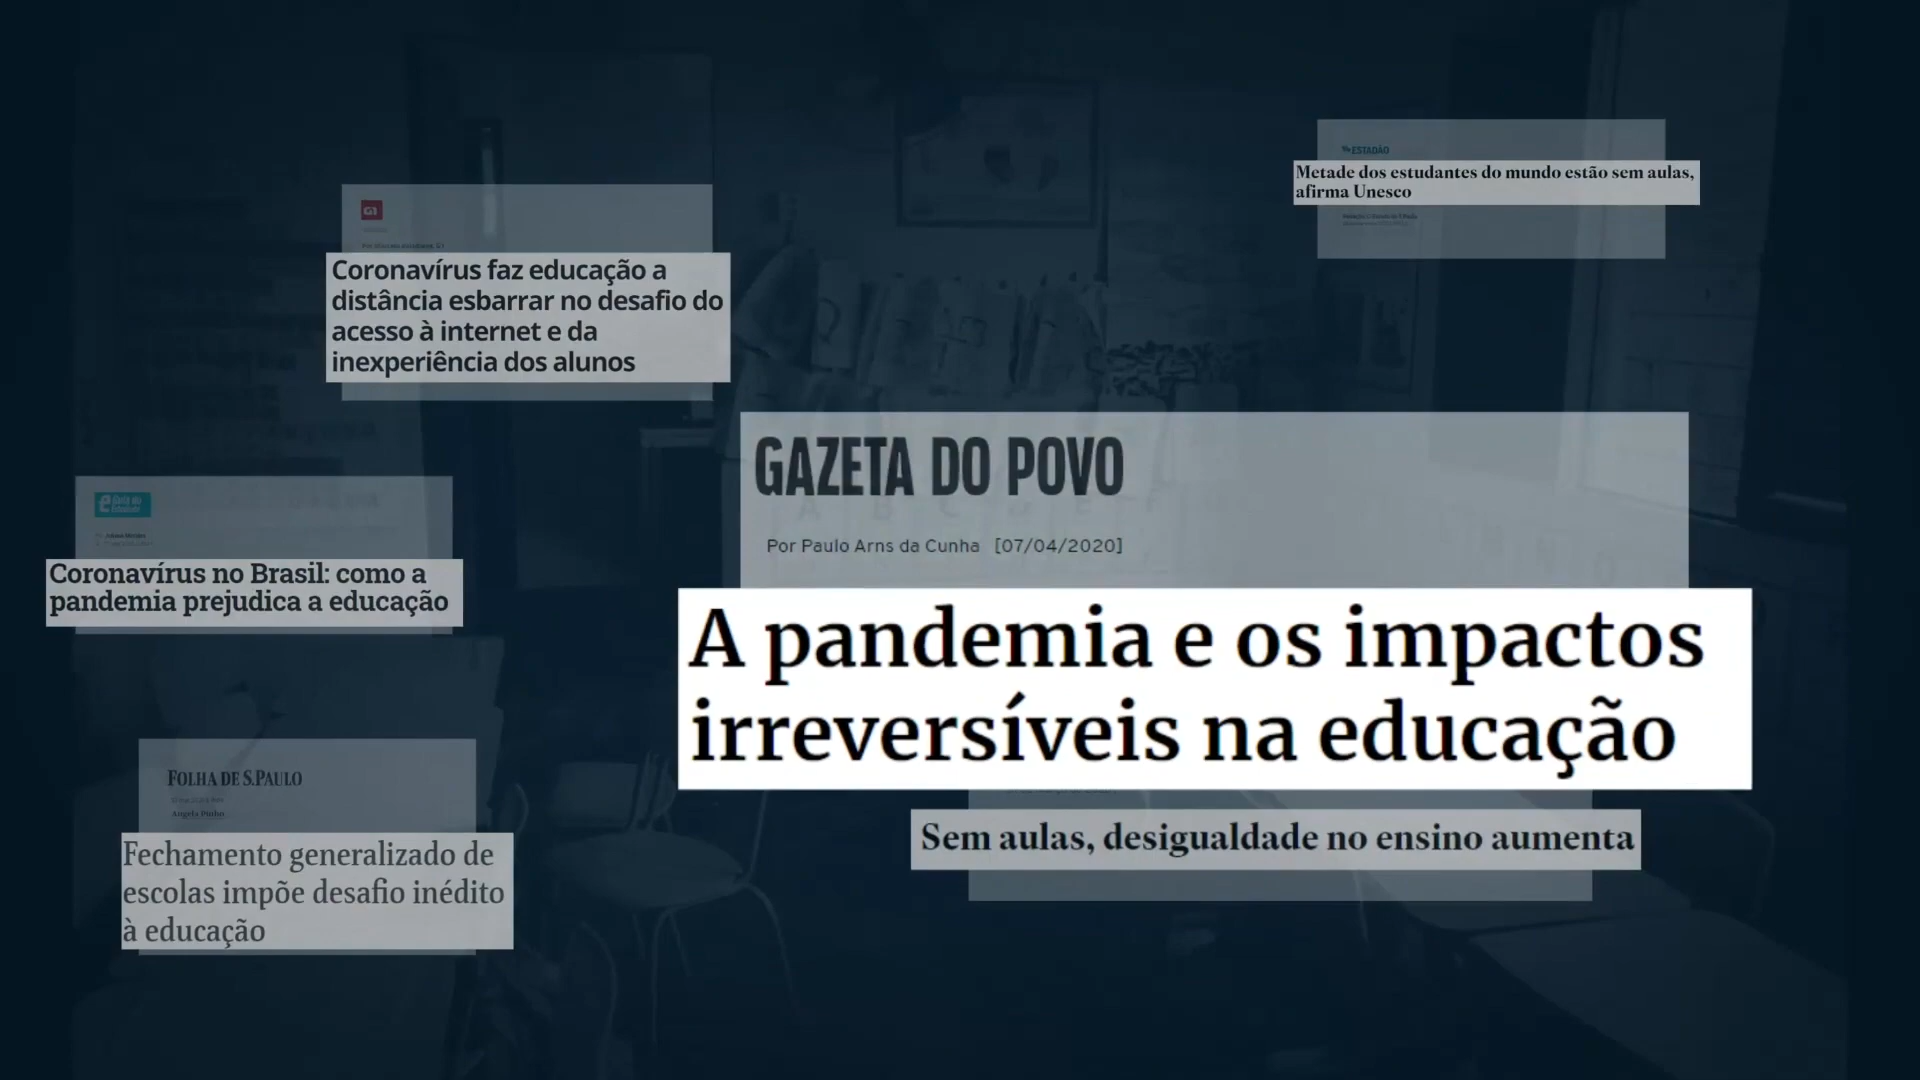 ESTADÃO
Metade dos estudantes do mundo estão sem aulas,
afirma Unesco
G1
Coronavírus faz educação a
distância esbarrar no desafio do
acesso à internet e da
inexperiência dos alunos
GAZETA DO POVO
Por Paulo Arns da Cunha [07/04/2020]
A pandemia e os impactos
irreversíveis na educação
Coronavírus no Brasil: como a
pandemia prejudica a educação
FOLHA DE S.PAULO
Angela Pinho
Fechamento generalizado de
escolas impõe desafio inédito
à educação
Sem aulas, desigualdade no ensino aumenta